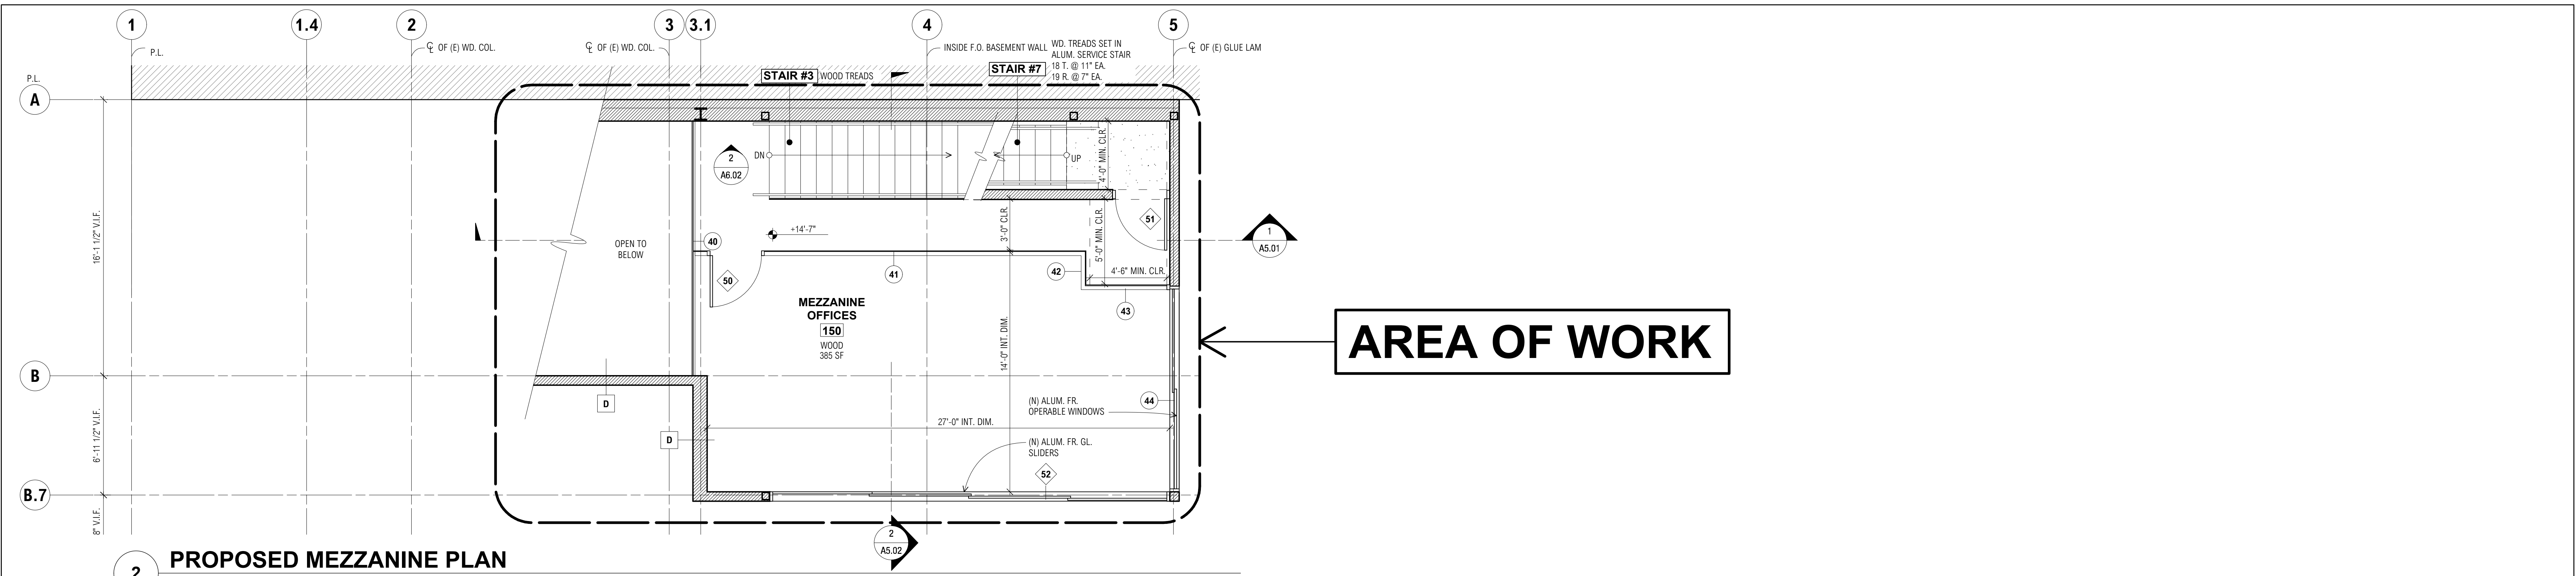 1
1.4
2
3
3.1
4
5
P.L.
℄ OF (E) WD. COL.
℄ OF (E) WD. COL.
INSIDE F.O. BASEMENT WALL
WD. TREADS SET IN
ALUM. SERVICE STAIR
18 T. @ 11" EA.
19 R. @ 7" EA.
℄ OF (E) GLUE LAM
P.L.
A
STAIR #3
WOOD TREADS
STAIR #7
2
A6.02
DN
UP
4'-0" MIN. CLR.
16'-1 1/2" V.I.F.
OPEN TO
BELOW
40
+14'-7"
3'-0" CLR.
5'-0" MIN. CLR.
51
1
A5.01
50
41
42
4'-6" MIN. CLR.
43
MEZZANINE
OFFICES
150
WOOD
385 SF
14'-0" INT. DIM.
AREA OF WORK
B
D
D
6'-11 1/2" V.I.F.
(N) ALUM. FR.
OPERABLE WINDOWS
44
27'-0" INT. DIM.
(N) ALUM. FR. GL.
SLIDERS
52
B.7
8" V.I.F.
2
A5.02
2
PROPOSED MEZZANINE PLAN